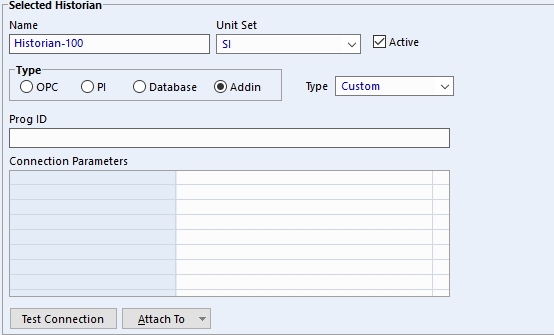 Selected Historian
Name Unit Set
Historian-100 SI Active
Type
OPC PI Database Addin Type Custom
Prog ID
Connection Parameters
Test Connection Attach To